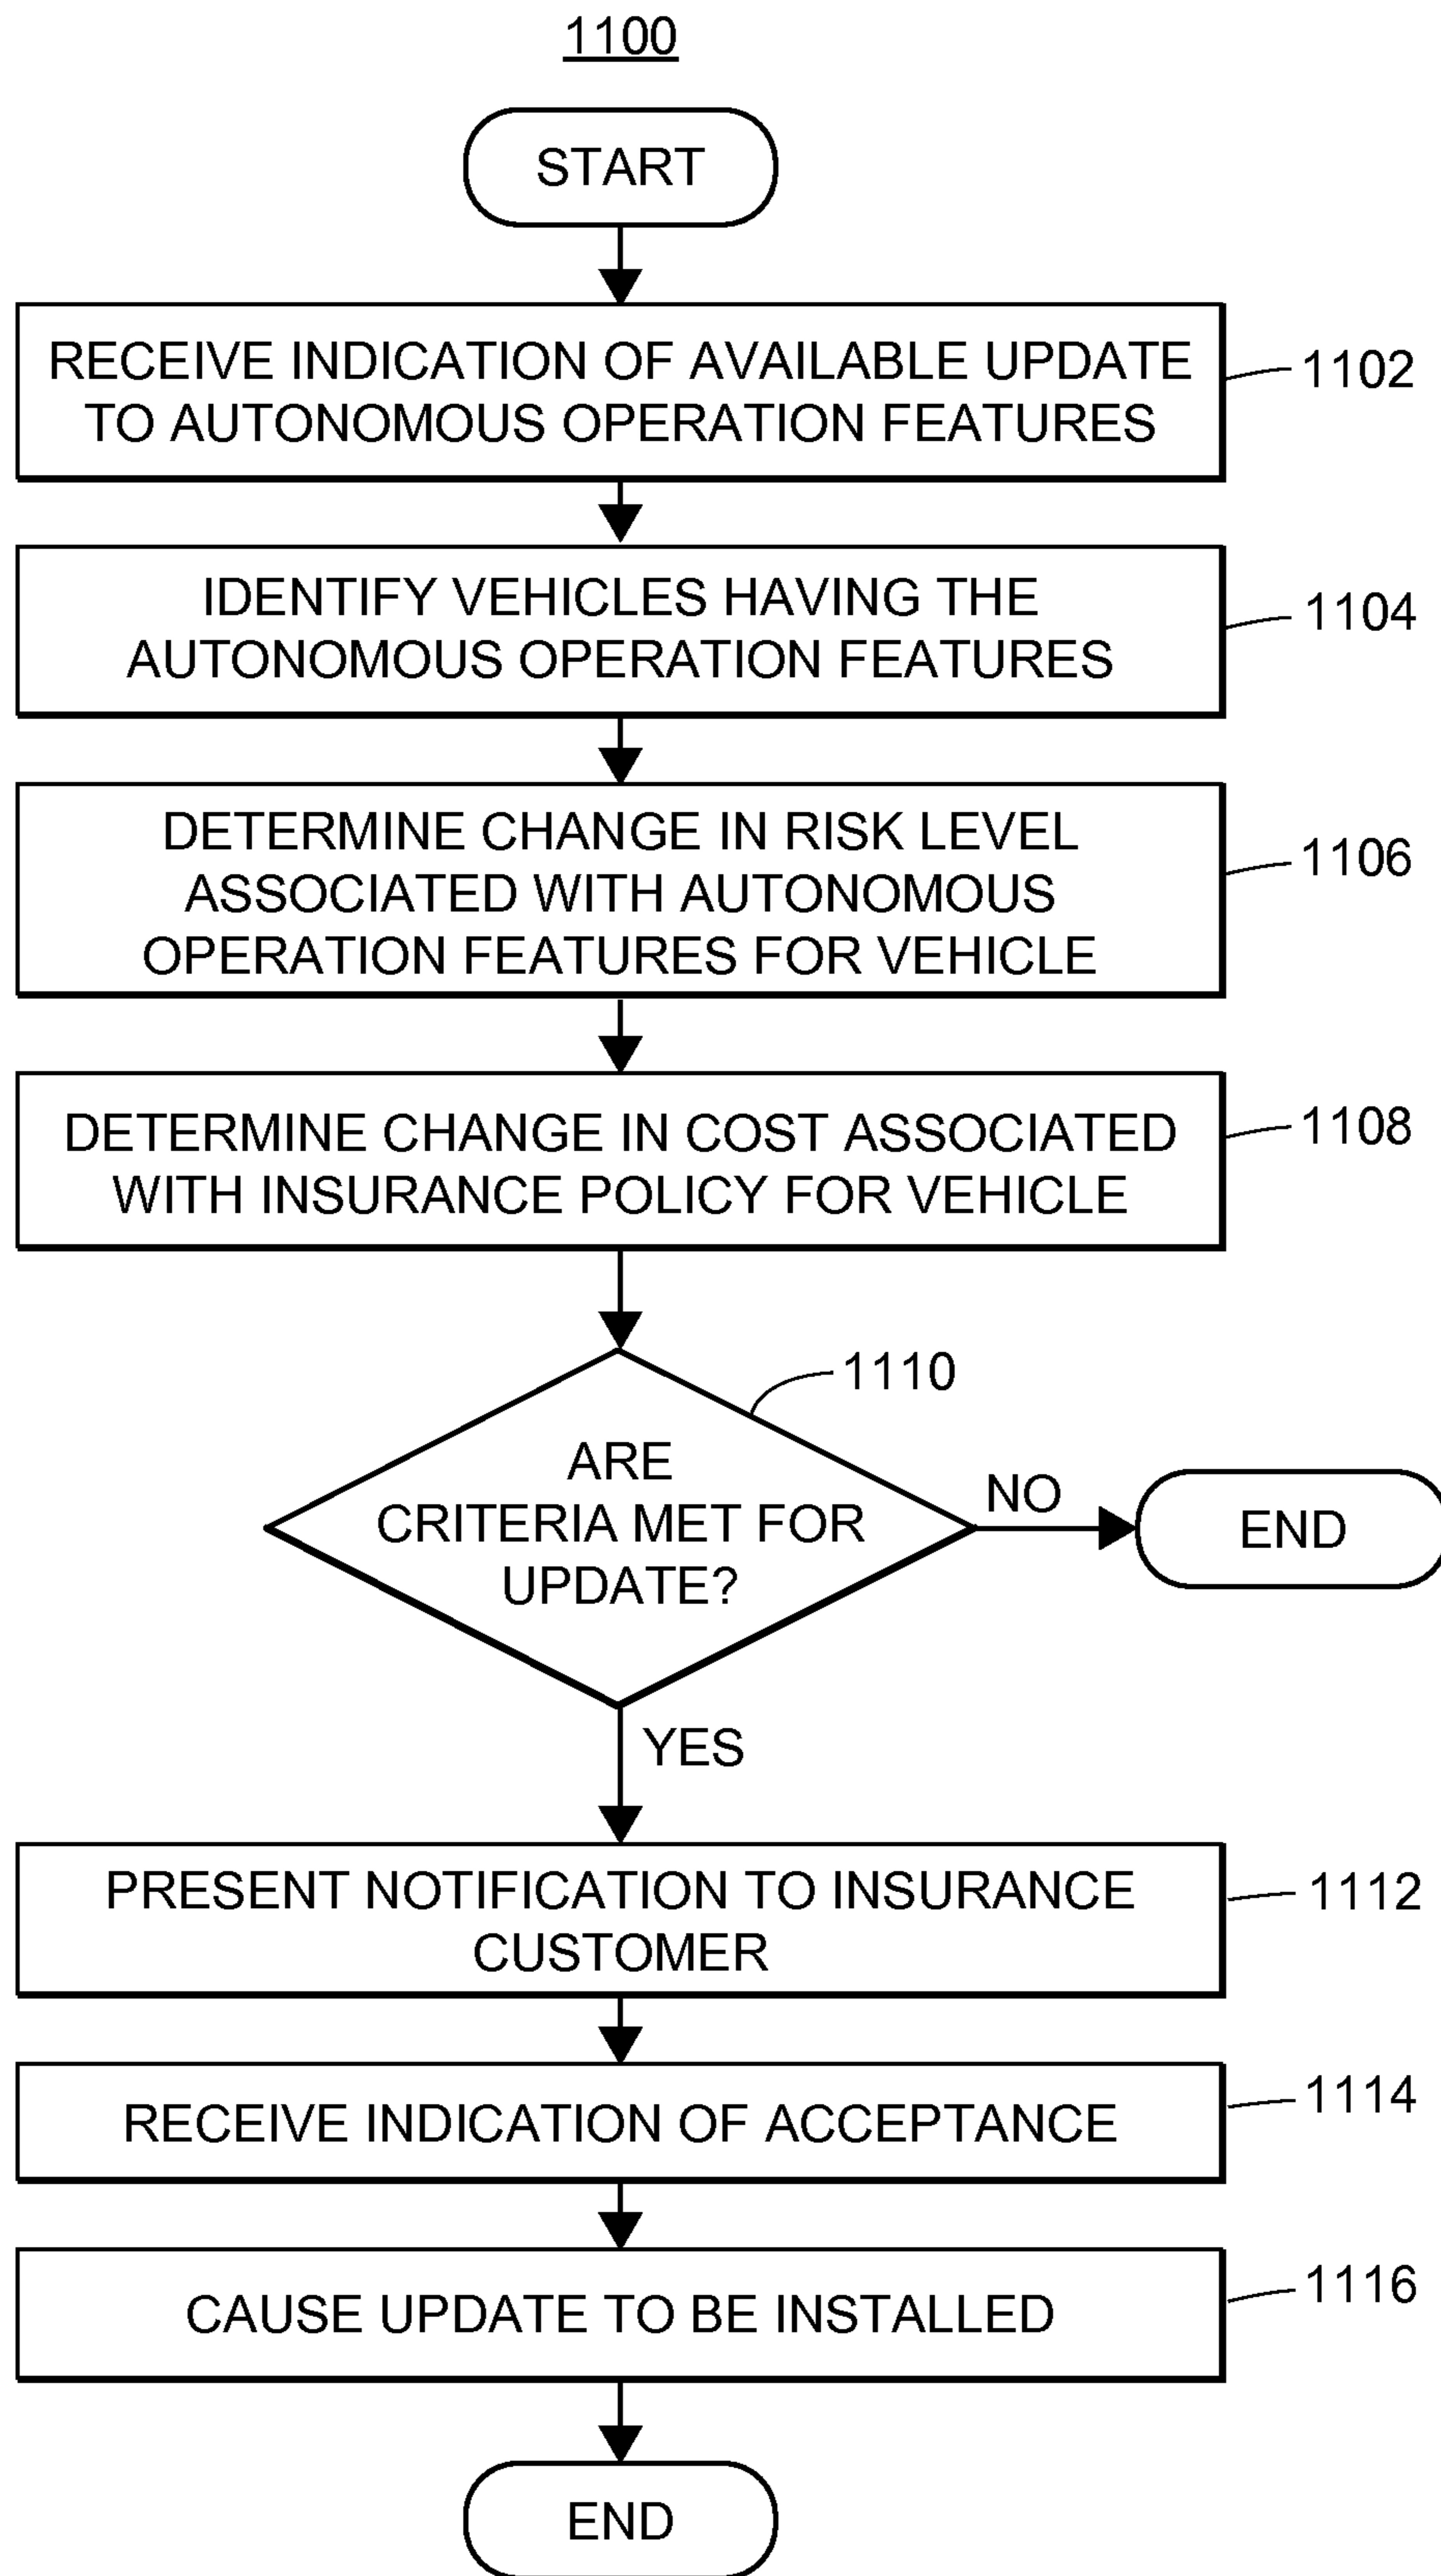 1100
START
RECEIVE INDICATION OF AVAILABLE UPDATE
TO AUTONOMOUS OPERATION FEATURES
1102
IDENTIFY VEHICLES HAVING THE
AUTONOMOUS OPERATION FEATURES
1104
DETERMINE CHANGE IN RISK LEVEL
ASSOCIATED WITH AUTONOMOUS
OPERATION FEATURES FOR VEHICLE
1106
DETERMINE CHANGE IN COST ASSOCIATED
WITH INSURANCE POLICY FOR VEHICLE
1108
1110
ARE
CRITERIA MET FOR
UPDATE?
NO
END
YES
PRESENT NOTIFICATION TO INSURANCE
CUSTOMER
1112
RECEIVE INDICATION OF ACCEPTANCE
1114
CAUSE UPDATE TO BE INSTALLED
1116
END